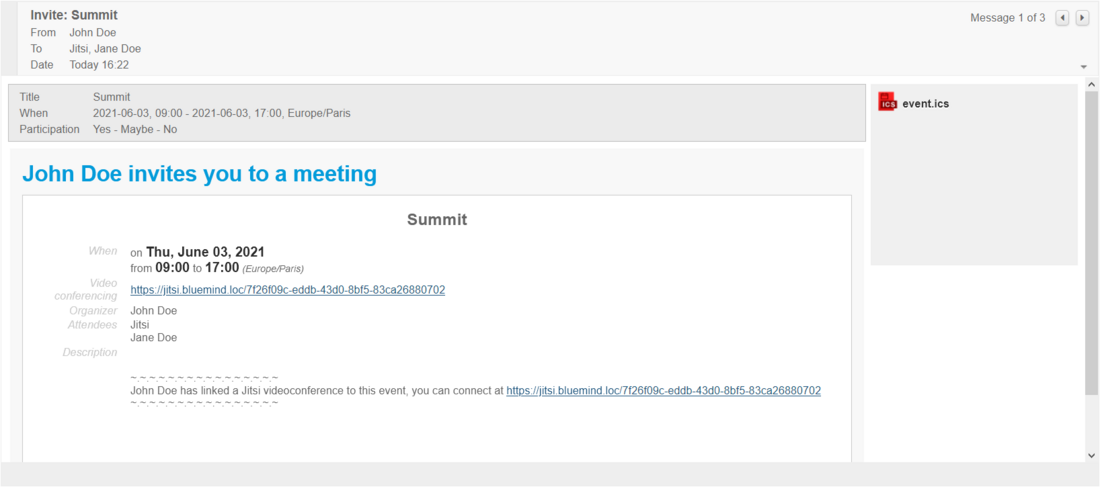 Invite: Summit
Message 1 of 3
From John Doe
To Jitsi, Jane Doe
Date Today 16:22
Title Summit
When 2021-06-03, 09:00 - 2021-06-03, 17:00, Europe/Paris
Participation Yes - Maybe - No
ICS event.ics
John Doe invites you to a meeting
Summit
When on Thu, June 03, 2021
from 09:00 to 17:00 (Europe/Paris)
Video
conferencing https://jitsi.bluemind.loc/7f26f09c-eddb-43d0-8bf5-83ca26880702
Organizer John Doe
Attendees Jitsi
Jane Doe
Description
~.~.~.~.~.~.~.~.~.~.~.~.~.~.~.~.~
John Doe has linked a Jitsi videoconference to this event, you can connect at https://jitsi.bluemind.loc/7f26f09c-eddb-43d0-8bf5-83ca26880702
~.~.~.~.~.~.~.~.~.~.~.~.~.~.~.~.~